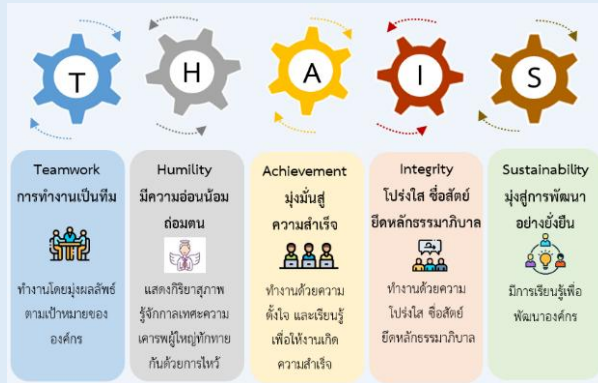 T
H
A
I
S
Teamwork
การทำงานเป็นทีม
ทำงานโดยมุ่งผลลัพธ์
ตามเป้าหมายของ
องค์กร
Humility
มีความอ่อนน้อม
ถ่อมตน
แสดงกิริยาสุภาพ
รู้จักกาลเทศะความ
เคารพผู้ใหญ่ทักทาย
กันด้วยการไหว้
Achievement
มุ่งมั่นสู่
ความสำเร็จ
ทำงานด้วยความ
ตั้งใจ และเรียนรู้
เพื่อให้งานเกิด
ความสำเร็จ
Integrity
โปร่งใส ซื่อสัตย์
ยึดหลักธรรมาภิบาล
ทำงานด้วยความ
โปร่งใส ซื่อสัตย์
ยึดหลักธรรมาภิบาล
Sustainability
มุ่งสู่การพัฒนา
อย่างยั่งยืน
มีการเรียนรู้เพื่อ
พัฒนาองค์กร